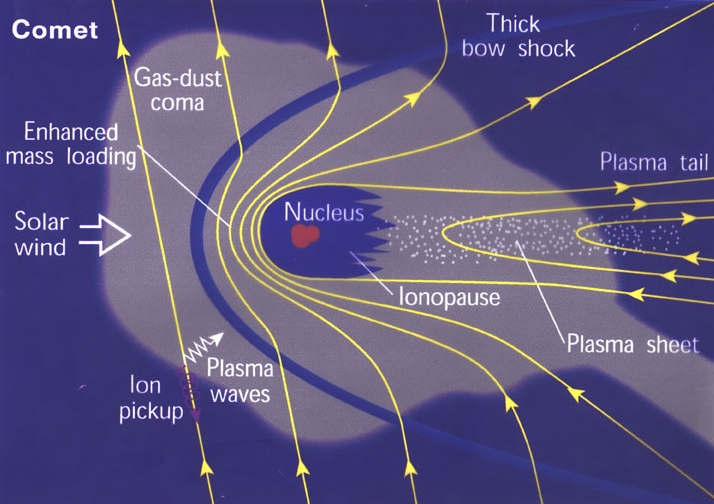 Comet
Thick
bow shock
Gas-dust
coma
Enhanced
mass loading
Plasma tail
Solar
wind
Nucleus
Ionopause
Plasma sheet
Plasma
waves
Ion
pickup